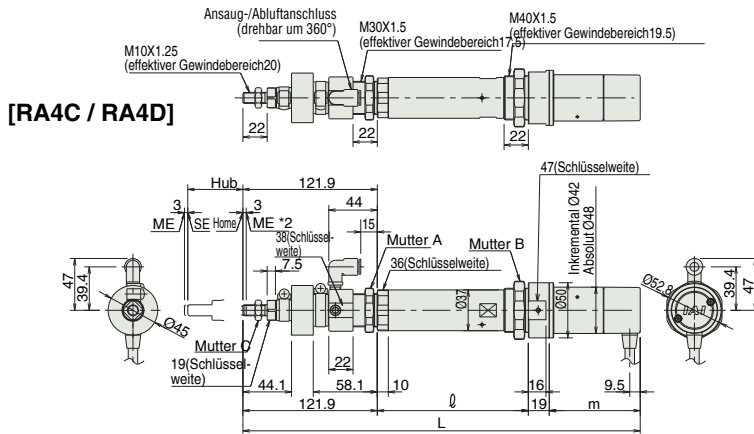 Ansaug-/Abluftanschluss
(drehbar um 360°)
M30X1.5
(effektiver Gewindebereich17.5)
M40X1.5
(effektiver Gewindebereich19.5)
M10X1.25
(effektiver Gewindebereich20)
[RA4C / RA4D]
22
22
22
47(Schlüsselweite)
Hub
121.9
3
3
44
ME
SE
Home
ME *2
15
38(Schlüssel-
weite)
Mutter A
Mutter B
7.5
36(Schlüsselweite)
Inkremental Ø42
Absolut Ø48
47
39.4
Ø45
Ø37
Ø50
Ø52.8
IAI
39.4
47
Mutter C
19(Schlüssel-
weite)
22
44.1
58.1
10
16
9.5
121.9
ℓ
19
m
L